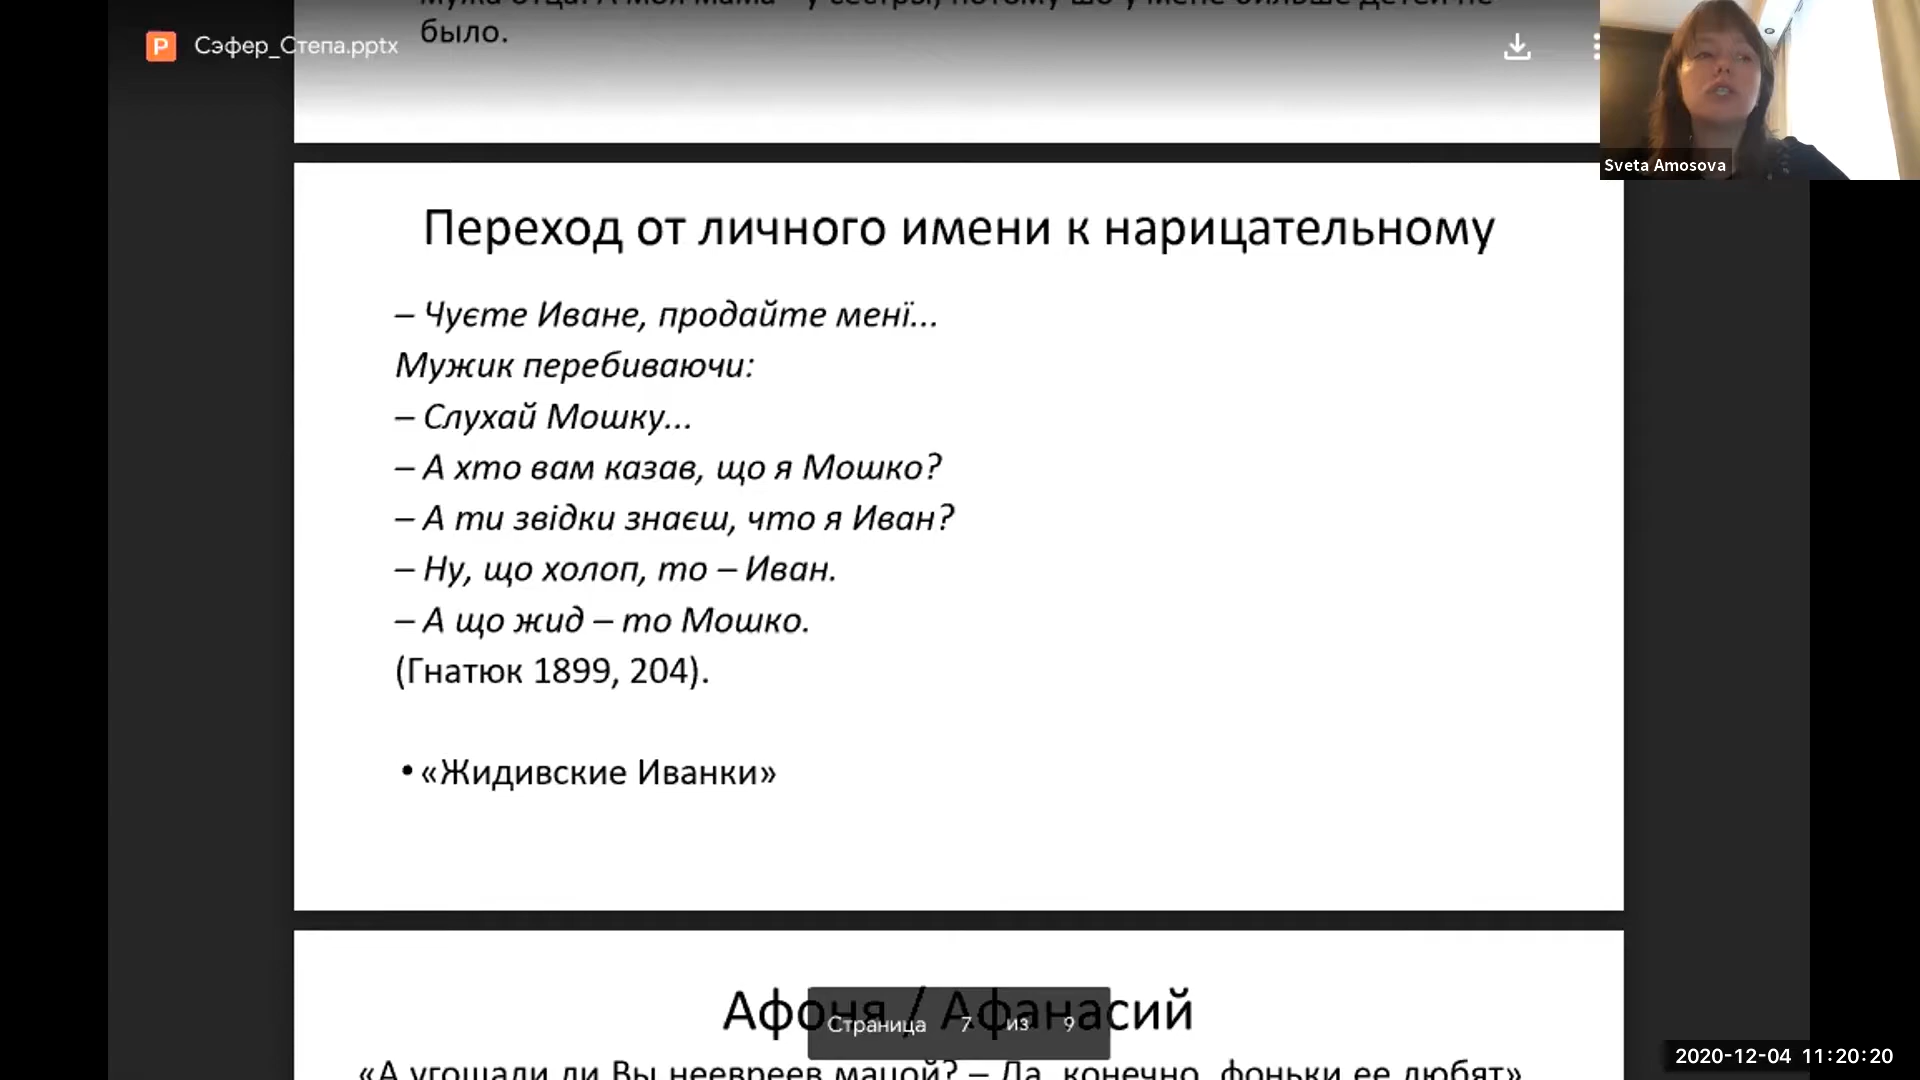 мужа отца. А моя мама - у сестры, потому шо у мене бильше детей не
было.
P Сэфер_Степа.pptx
Sveta Amosova
Переход от личного имени к нарицательному
– Чуєте Иване, продайте менї...
Мужик перебиваючи:
– Слухай Мошку...
– А хто вам казав, що я Мошко?
– А ти звідки знаєш, что я Иван?
– Ну, що холоп, то – Иван.
– А що жид – то Мошко.
(Гнатюк 1899, 204).
• «Жидивские Иванки»
Афоня / Афанасий
Страница 7 из 9
«А угощали ли Вы неевреев мацой? – Да, конечно, фоньки ее любят»
2020-12-04 11:20:20